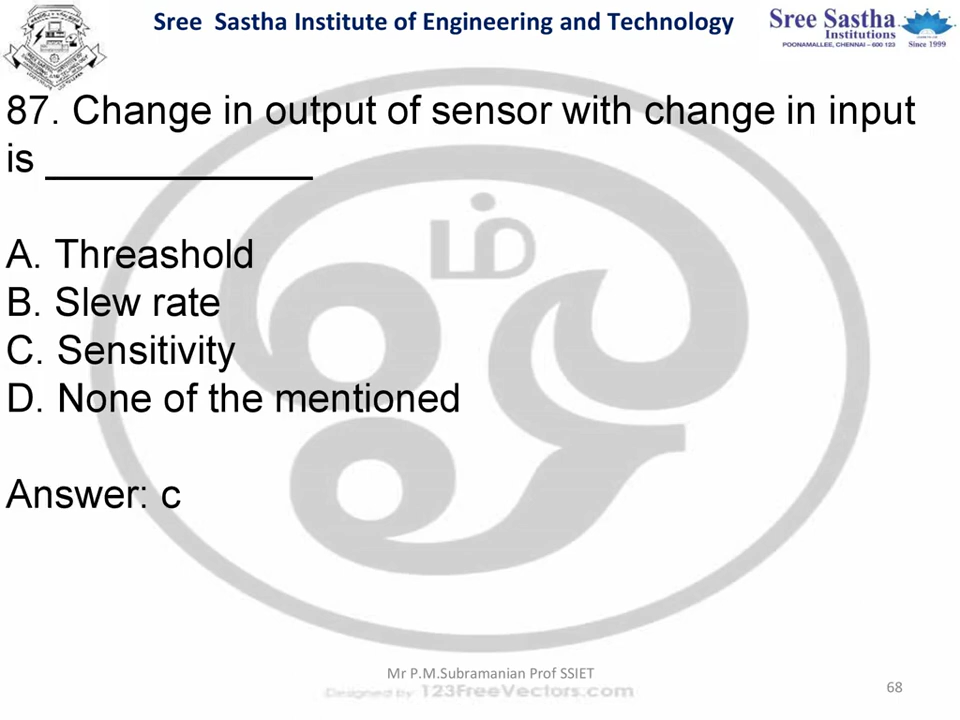 Sree Sastha Institute of Engineering and Technology
Sree Sastha
Institutions
POONAMALLEE, CHENNAI - 600 123
Since 1999
87. Change in output of sensor with change in input
is ____________
A. Threashold
B. Slew rate
C. Sensitivity
D. None of the mentioned
Answer: c
Mr P.M.Subramanian Prof SSIET
Designed by 123FreeVectors.com
68